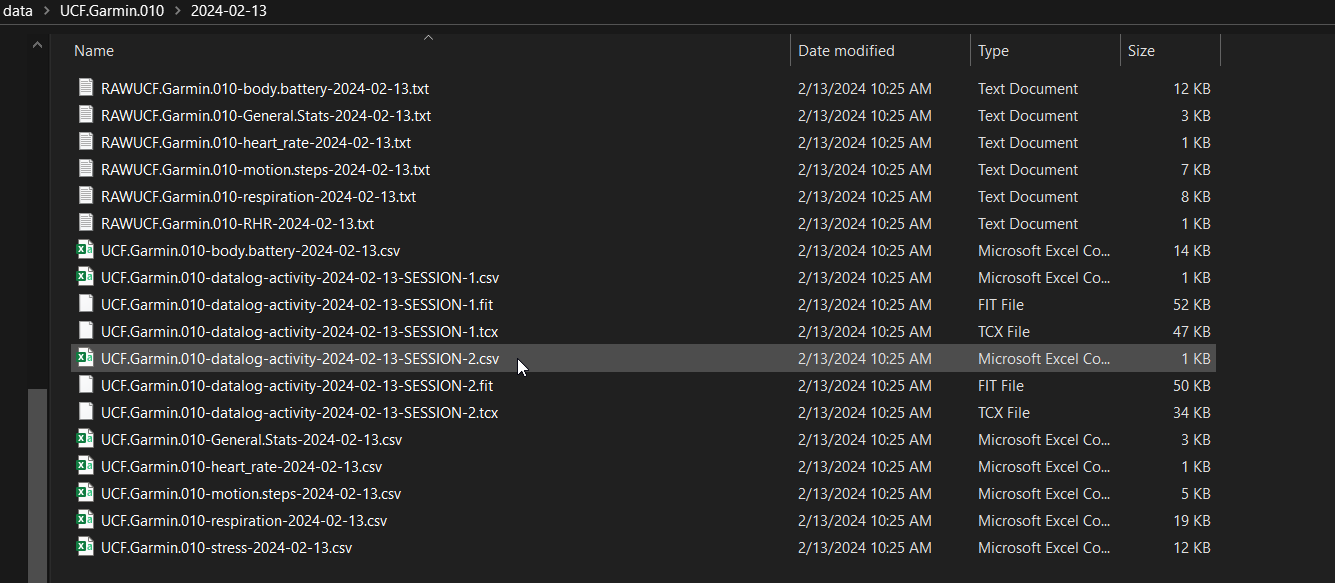 data > UCF.Garmin.010 > 2024-02-13
Name Date modified Type Size
RAWUCF.Garmin.010-body.battery-2024-02-13.txt 2/13/2024 10:25 AM Text Document 12 KB
RAWUCF.Garmin.010-General.Stats-2024-02-13.txt 2/13/2024 10:25 AM Text Document 3 KB
RAWUCF.Garmin.010-heart_rate-2024-02-13.txt 2/13/2024 10:25 AM Text Document 1 KB
RAWUCF.Garmin.010-motion.steps-2024-02-13.txt 2/13/2024 10:25 AM Text Document 7 KB
RAWUCF.Garmin.010-respiration-2024-02-13.txt 2/13/2024 10:25 AM Text Document 8 KB
RAWUCF.Garmin.010-RHR-2024-02-13.txt 2/13/2024 10:25 AM Text Document 1 KB
UCF.Garmin.010-body.battery-2024-02-13.csv 2/13/2024 10:25 AM Microsoft Excel Co... 14 KB
UCF.Garmin.010-datalog-activity-2024-02-13-SESSION-1.csv 2/13/2024 10:25 AM Microsoft Excel Co... 1 KB
UCF.Garmin.010-datalog-activity-2024-02-13-SESSION-1.fit 2/13/2024 10:25 AM FIT File 52 KB
UCF.Garmin.010-datalog-activity-2024-02-13-SESSION-1.tcx 2/13/2024 10:25 AM TCX File 47 KB
UCF.Garmin.010-datalog-activity-2024-02-13-SESSION-2.csv 2/13/2024 10:25 AM Microsoft Excel Co... 1 KB
UCF.Garmin.010-datalog-activity-2024-02-13-SESSION-2.fit 2/13/2024 10:25 AM FIT File 50 KB
UCF.Garmin.010-datalog-activity-2024-02-13-SESSION-2.tcx 2/13/2024 10:25 AM TCX File 34 KB
UCF.Garmin.010-General.Stats-2024-02-13.csv 2/13/2024 10:25 AM Microsoft Excel Co... 3 KB
UCF.Garmin.010-heart_rate-2024-02-13.csv 2/13/2024 10:25 AM Microsoft Excel Co... 1 KB
UCF.Garmin.010-motion.steps-2024-02-13.csv 2/13/2024 10:25 AM Microsoft Excel Co... 5 KB
UCF.Garmin.010-respiration-2024-02-13.csv 2/13/2024 10:25 AM Microsoft Excel Co... 19 KB
UCF.Garmin.010-stress-2024-02-13.csv 2/13/2024 10:25 AM Microsoft Excel Co... 12 KB